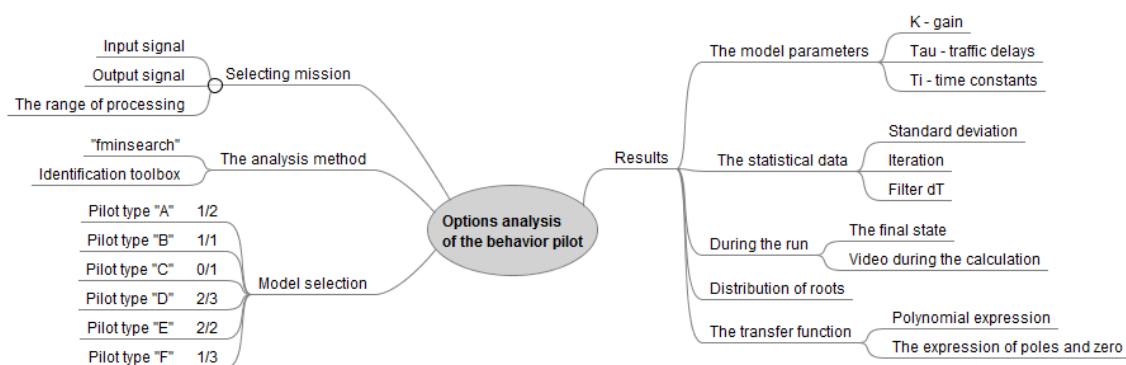 Input signal
Output signal
The range of processing
Selecting mission
"fminsearch"
Identification toolbox
The analysis method
Pilot type "A" 1/2
Pilot type "B" 1/1
Pilot type "C" 0/1
Pilot type "D" 2/3
Pilot type "E" 2/2
Pilot type "F" 1/3
Model selection
Options analysis
of the behavior pilot
Results
The model parameters
K - gain
Tau - traffic delays
Ti - time constants
The statistical data
Standard deviation
Iteration
Filter dT
During the run
The final state
Video during the calculation
Distribution of roots
The transfer function
Polynomial expression
The expression of poles and zero